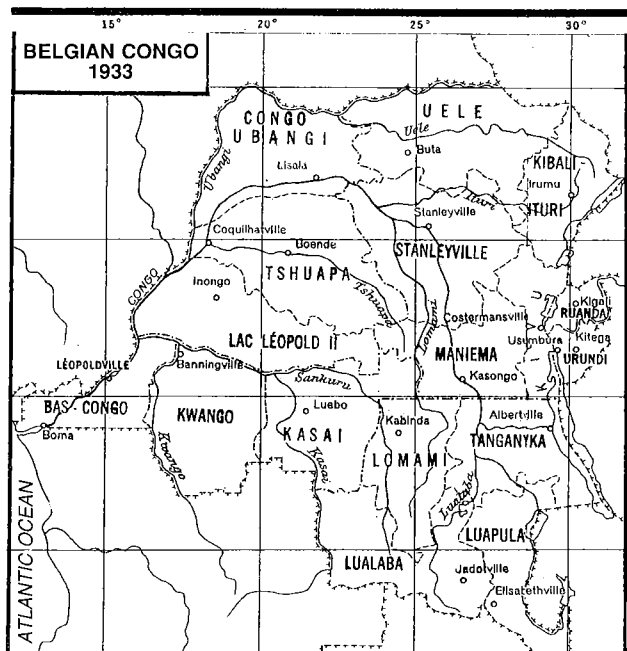 15°
20°
25°
30°
BELGIAN CONGO
1933
CONGO
UBANGI
UELE
Uele
Buta
Ubangi
Lisala
KIBALI
Irumu
ITURI
Ituri
Stanleyville
Coquilhatville
STANLEYVILLE
Boende
TSHUAPA
Tshuapa
CONGO
Inongo
Lomami
Costermansville
Kigali
RUANDA
Usumbura
Kitega
URUNDI
LAC LÉOPOLD II
MANIEMA
LÉOPOLDVILLE
Banningville
Sankuru
Kasongo
BAS-CONGO
KWANGO
Luebo
Kabinda
Albertville
Boma
KASAI
LOMAMI
TANGANYKA
Kwango
Kasai
Lualaba
LUAPULA
LUALABA
Jadotville
Elisabethville
ATLANTIC OCEAN